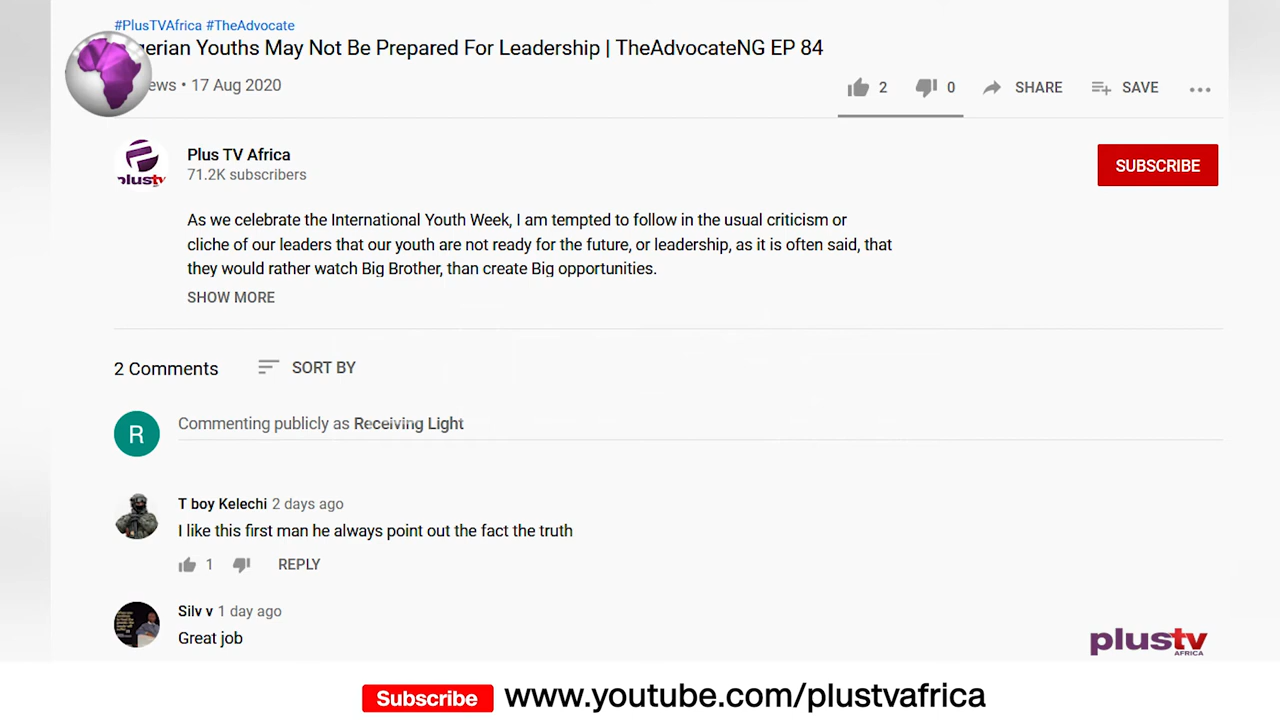 #PlusTVAfrica #TheAdvocate
gerian Youths May Not Be Prepared For Leadership | TheAdvocateNG EP 84
ews • 17 Aug 2020
2
0
SHARE
SAVE
plustv
Plus TV Africa
71.2K subscribers
SUBSCRIBE
As we celebrate the International Youth Week, I am tempted to follow in the usual criticism or
cliche of our leaders that our youth are not ready for the future, or leadership, as it is often said, that
they would rather watch Big Brother, than create Big opportunities.
SHOW MORE
2 Comments
SORT BY
R
Commenting publicly as Receiving Light
T boy Kelechi 2 days ago
I like this first man he always point out the fact the truth
1
REPLY
Silv v 1 day ago
Great job
plustv
AFRICA
Subscribe www.youtube.com/plustvafrica